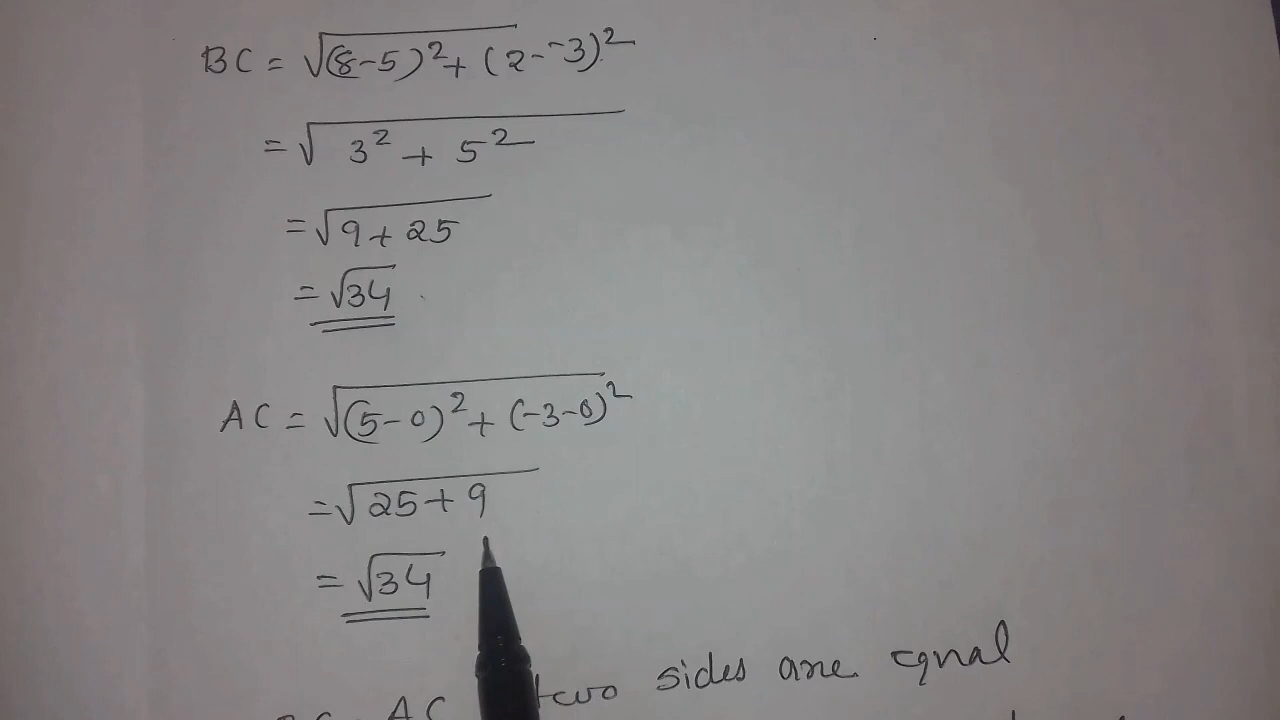 BC = √(8-5)² + (2--3)²
= √3² + 5²
= √9 + 25
= √34
AC = √(5-0)² + (-3-0)²
= √25 + 9
= √34
AC two sides are equal